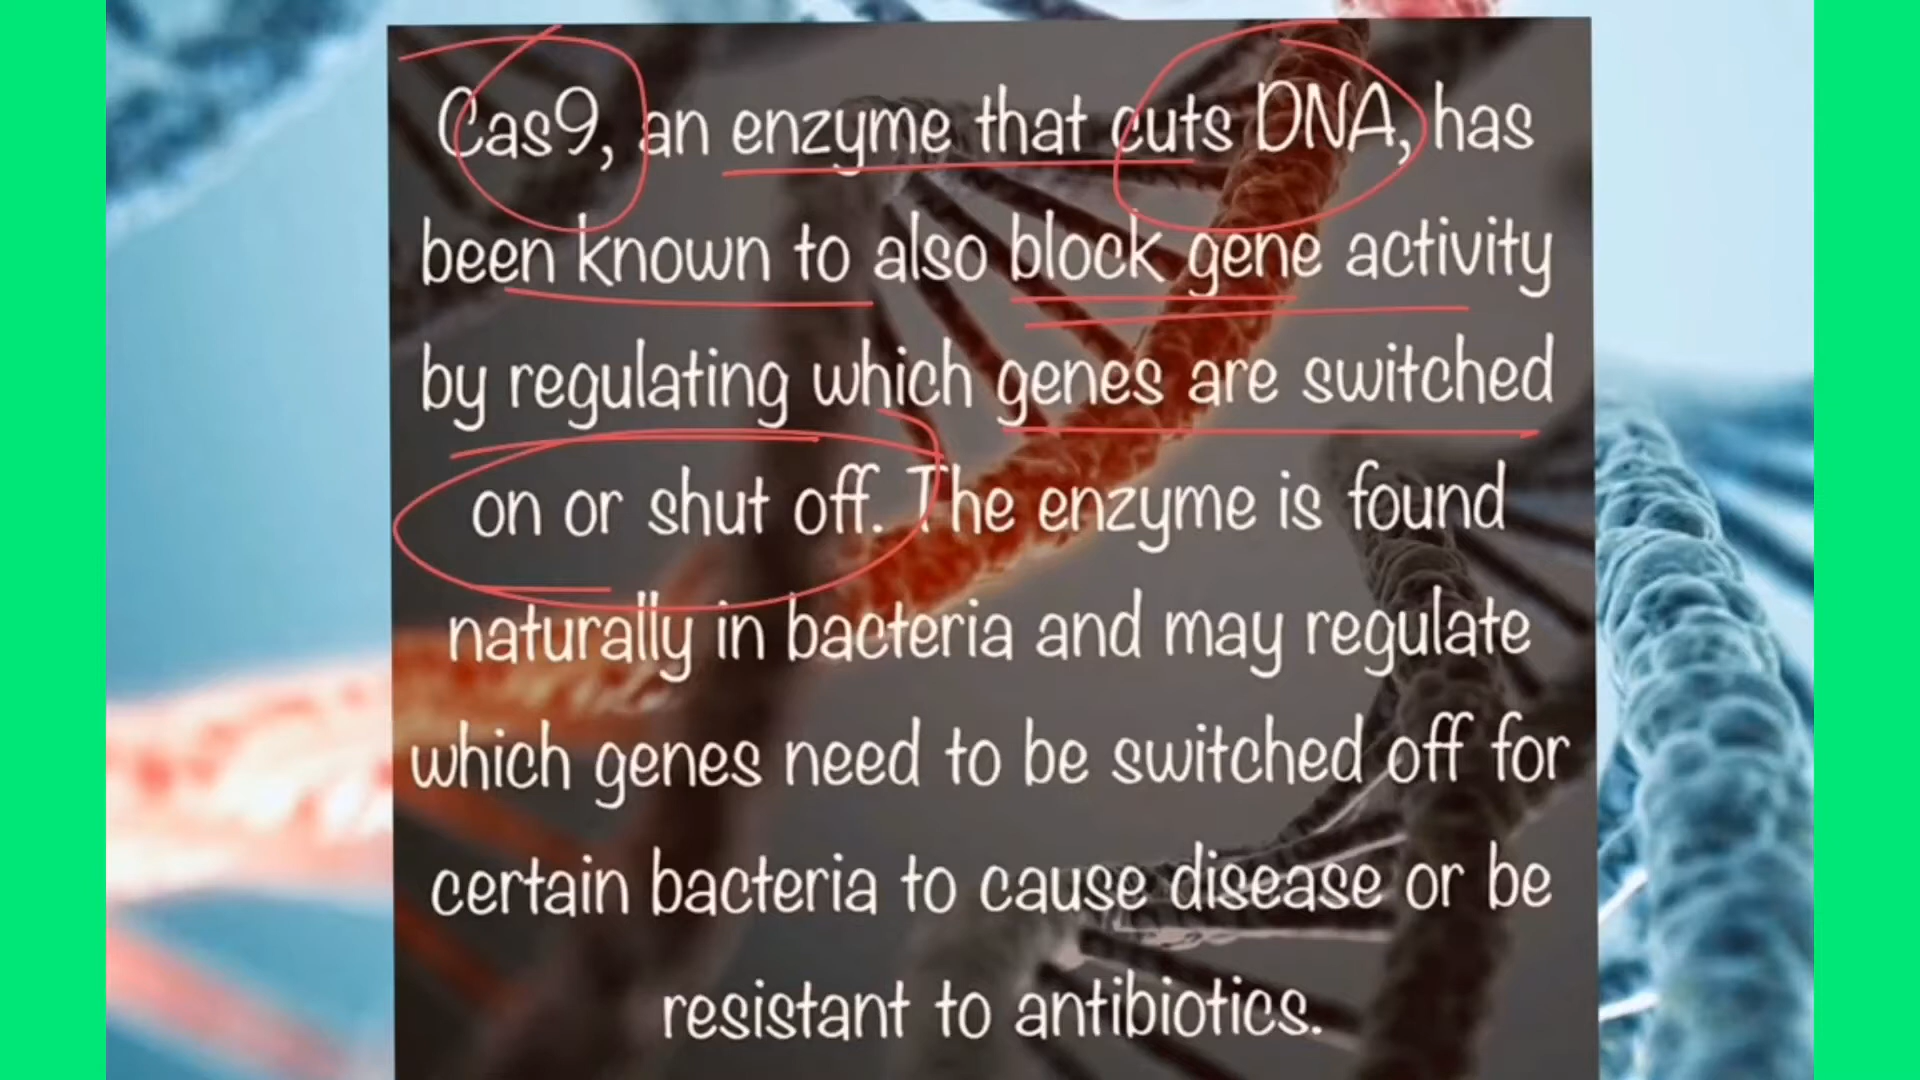 Cas9, an enzyme that cuts DNA, has
been known to also block gene activity
by regulating which genes are switched
on or shut off. The enzyme is found
naturally in bacteria and may regulate
which genes need to be switched off for
certain bacteria to cause disease or be
resistant to antibiotics.